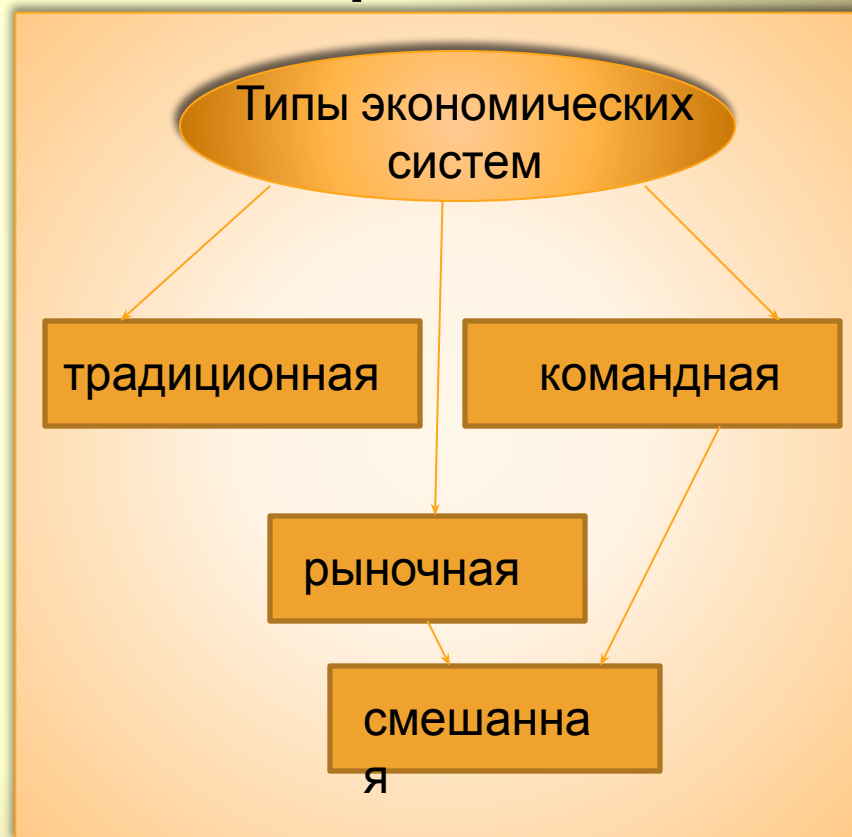 Типы экономических
систем
традиционная
командная
рыночная
смешанна
я